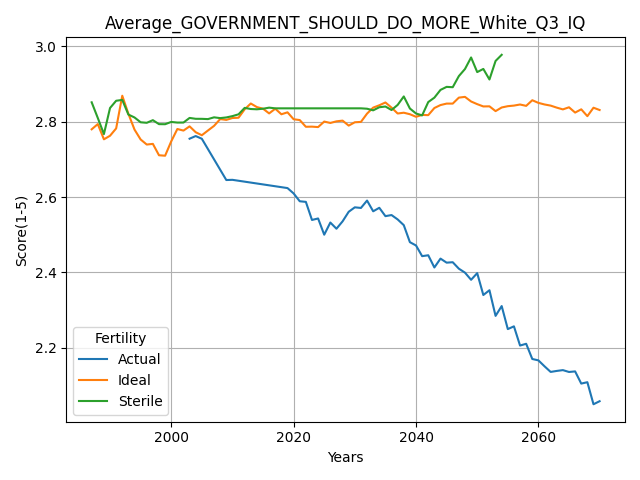 Average_GOVERNMENT_SHOULD_DO_MORE_White_Q3_IQ
3.0
2.8
2.6
2.4
2.2
Score(1-5)
Fertility
Actual
Ideal
Sterile
2000 2020 2040 2060
Years